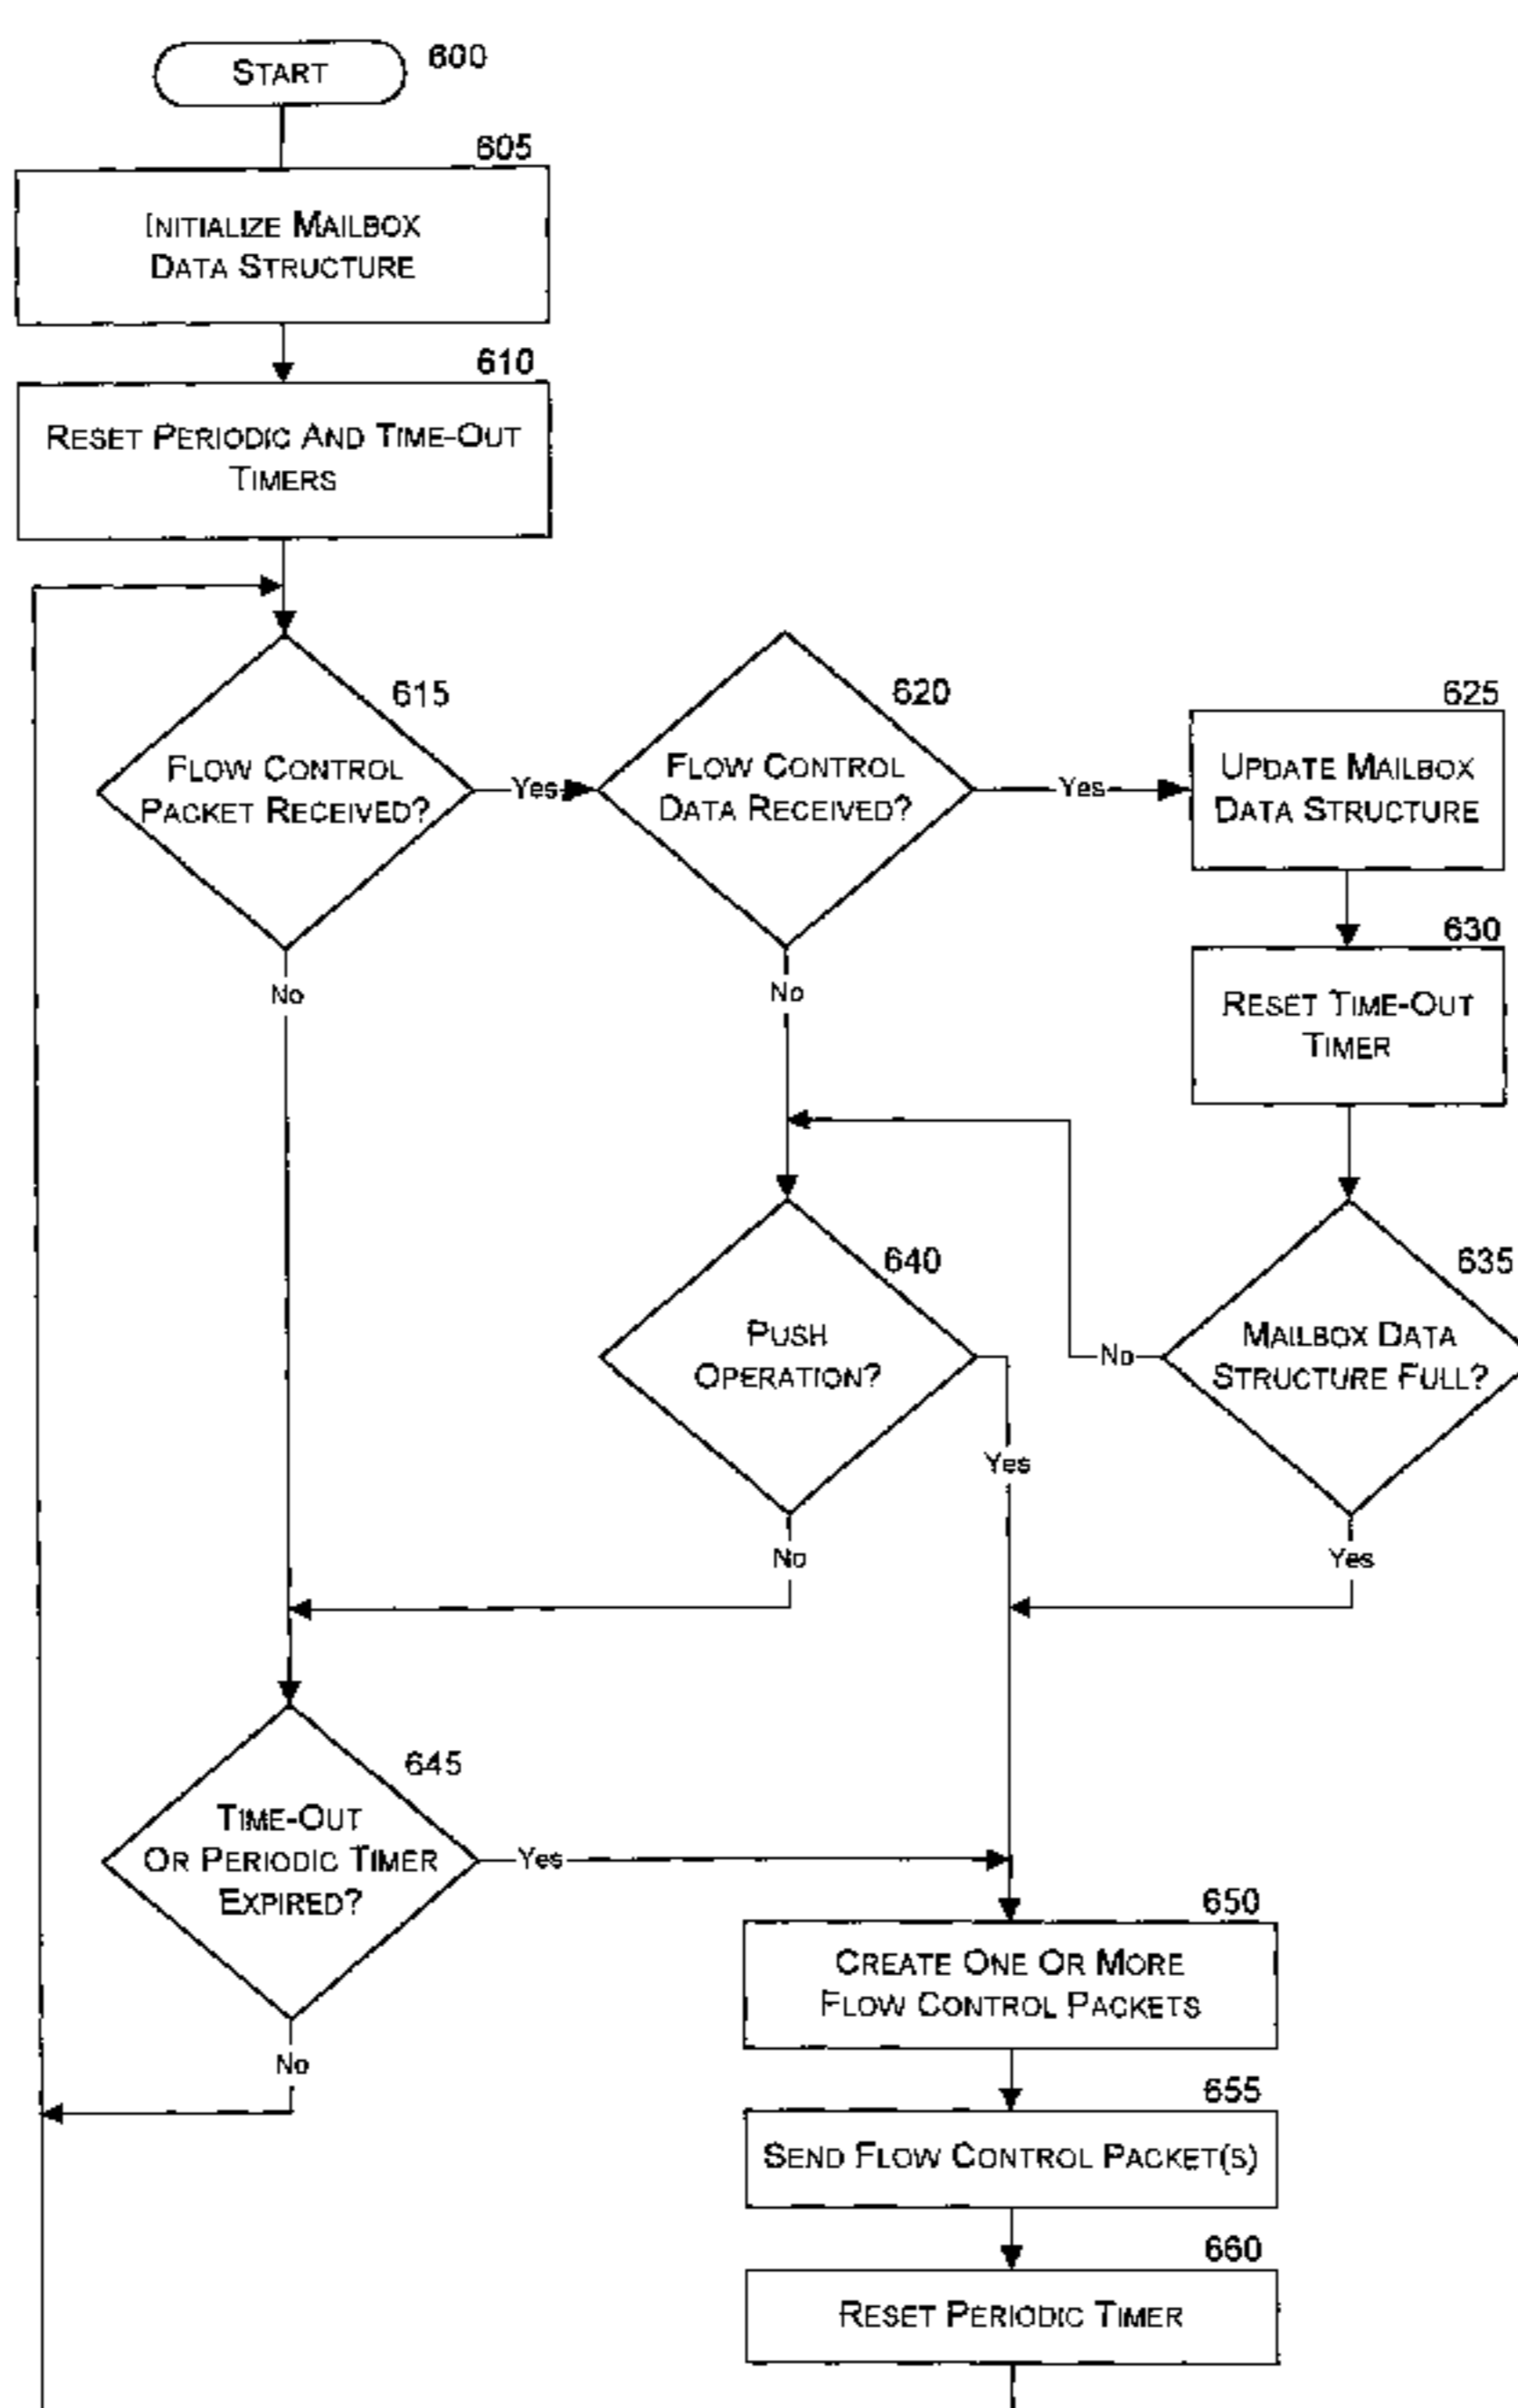 START
600
605
INITIALIZE MAILBOX
DATA STRUCTURE
610
RESET PERIODIC AND TIME-OUT
TIMERS
615
FLOW CONTROL
PACKET RECEIVED?
Yes
No
620
FLOW CONTROL
DATA RECEIVED?
Yes
No
625
UPDATE MAILBOX
DATA STRUCTURE
630
RESET TIME-OUT
TIMER
635
MAILBOX DATA
STRUCTURE FULL?
No
Yes
640
PUSH
OPERATION?
Yes
No
645
TIME-OUT
OR PERIODIC TIMER
EXPIRED?
Yes
No
650
CREATE ONE OR MORE
FLOW CONTROL PACKETS
655
SEND FLOW CONTROL PACKET(S)
660
RESET PERIODIC TIMER